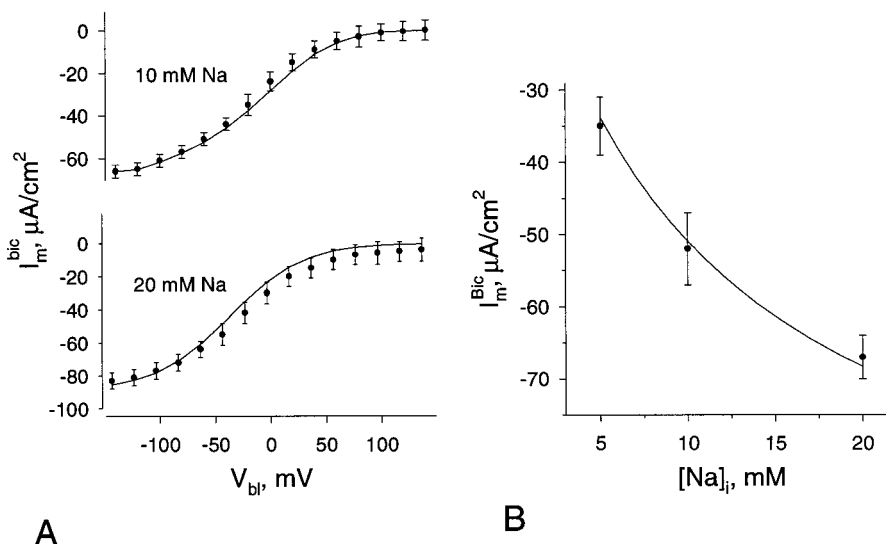 0
-20
10 mM Na
-40
-60
I_m^bic, µA/cm²
0
-20
20 mM Na
-40
-60
-80
-100
-100 -50 0 50 100
V_bl, mV
A
-30
-40
-50
-60
-70
I_m^Bic, µA/cm²
5 10 15 20
[Na]_i, mM
B